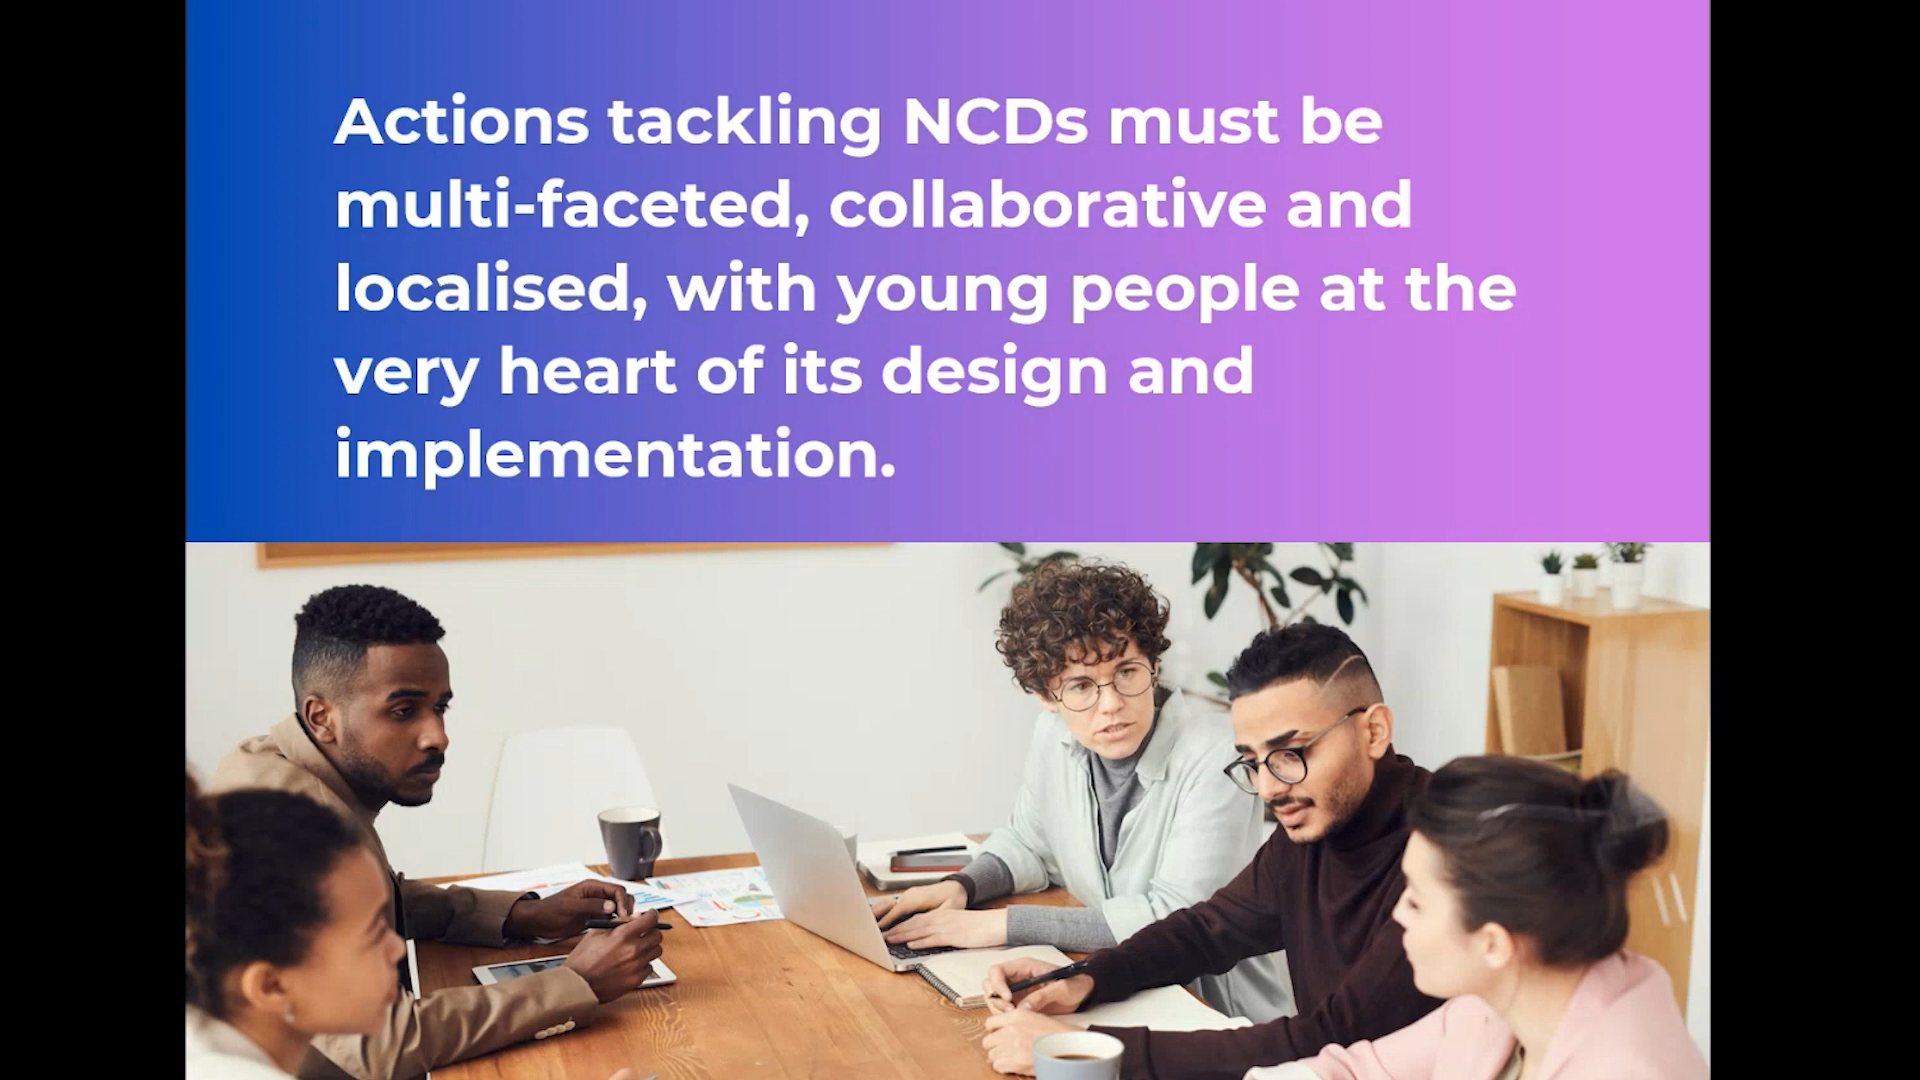 Actions tackling NCDs must be
multi-faceted, collaborative and
localised, with young people at the
very heart of its design and
implementation.